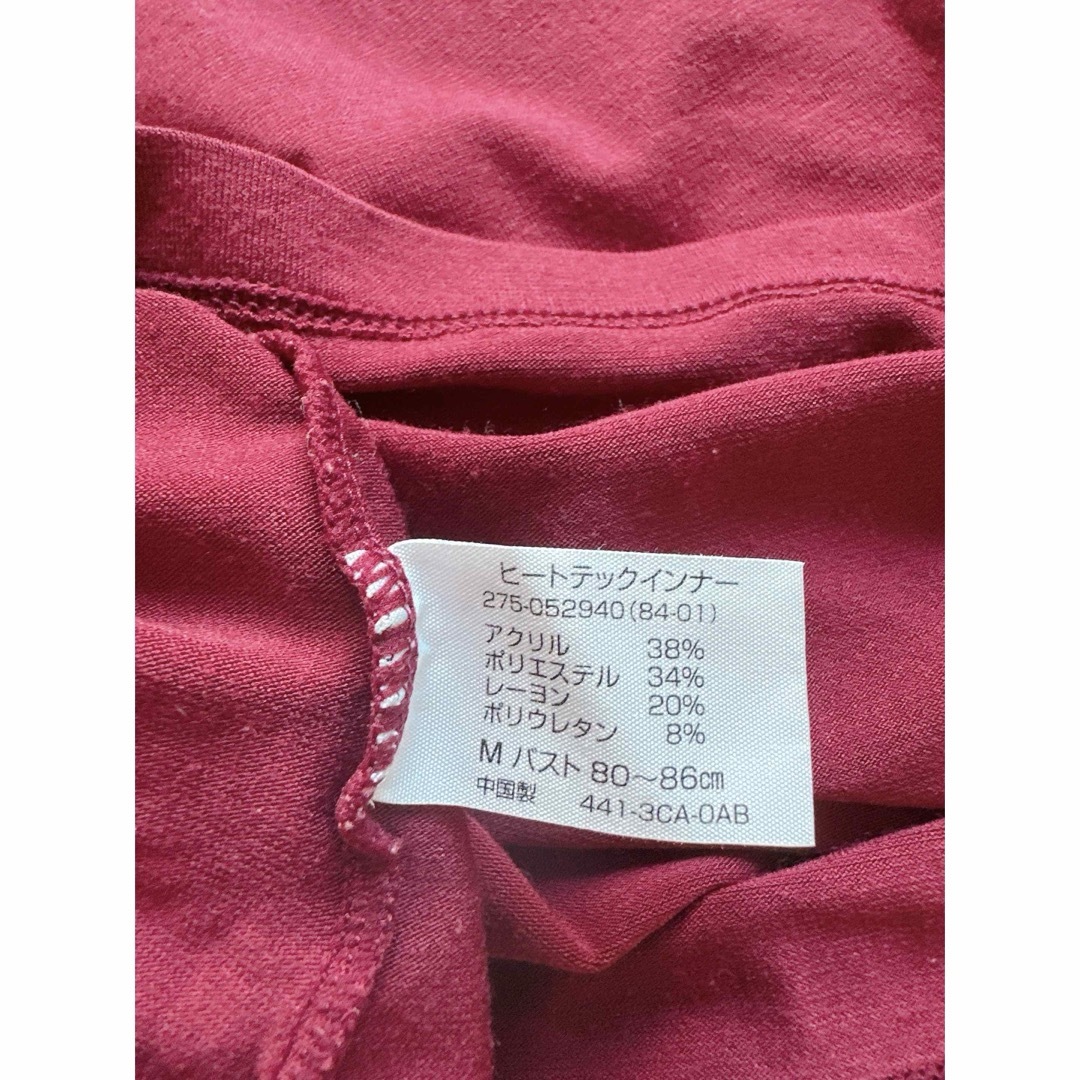 ヒートテックインナー
275-052940(84-01)
アクリル 38%
ポリエステル 34%
レーヨン 20%
ポリウレタン 8%
M バスト 80～86㎝
中国製 441-3CA-0AB